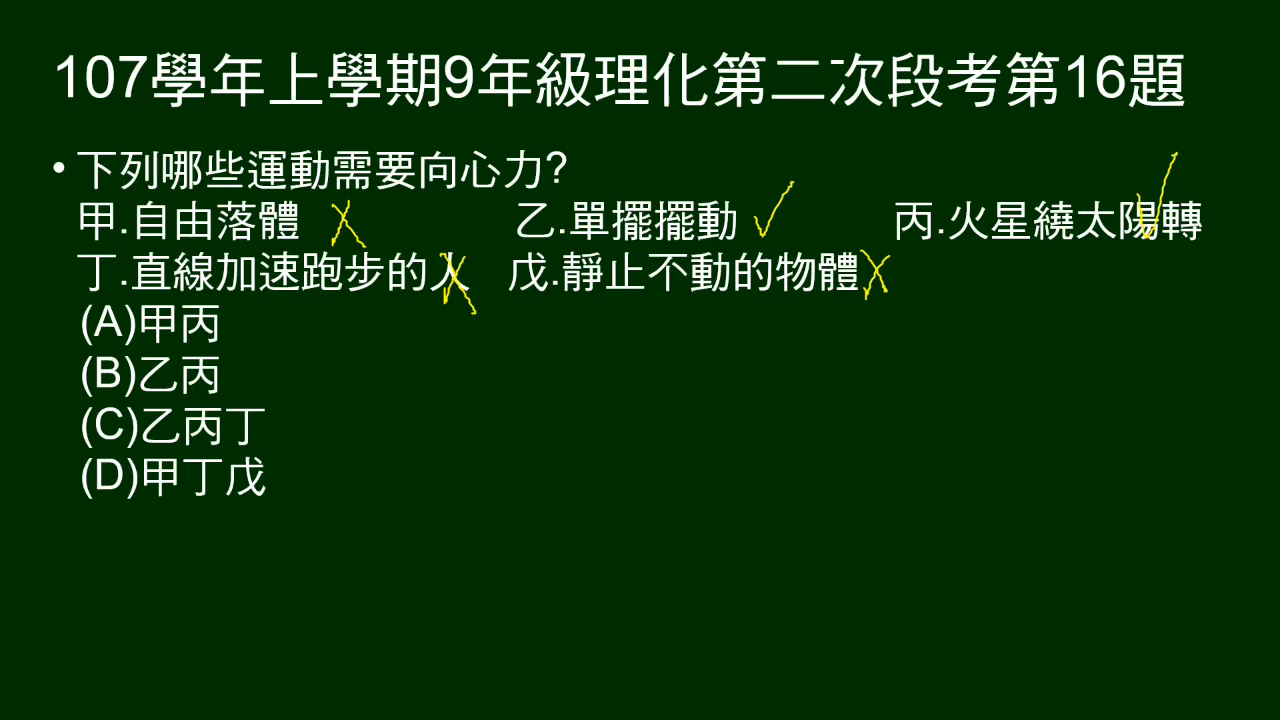 107學年上學期9年級理化第二次段考第16題
• 下列哪些運動需要向心力?
甲.自由落體 乙.單擺擺動 丙.火星繞太陽轉
丁.直線加速跑步的人 戊.靜止不動的物體
(A)甲丙
(B)乙丙
(C)乙丙丁
(D)甲丁戊